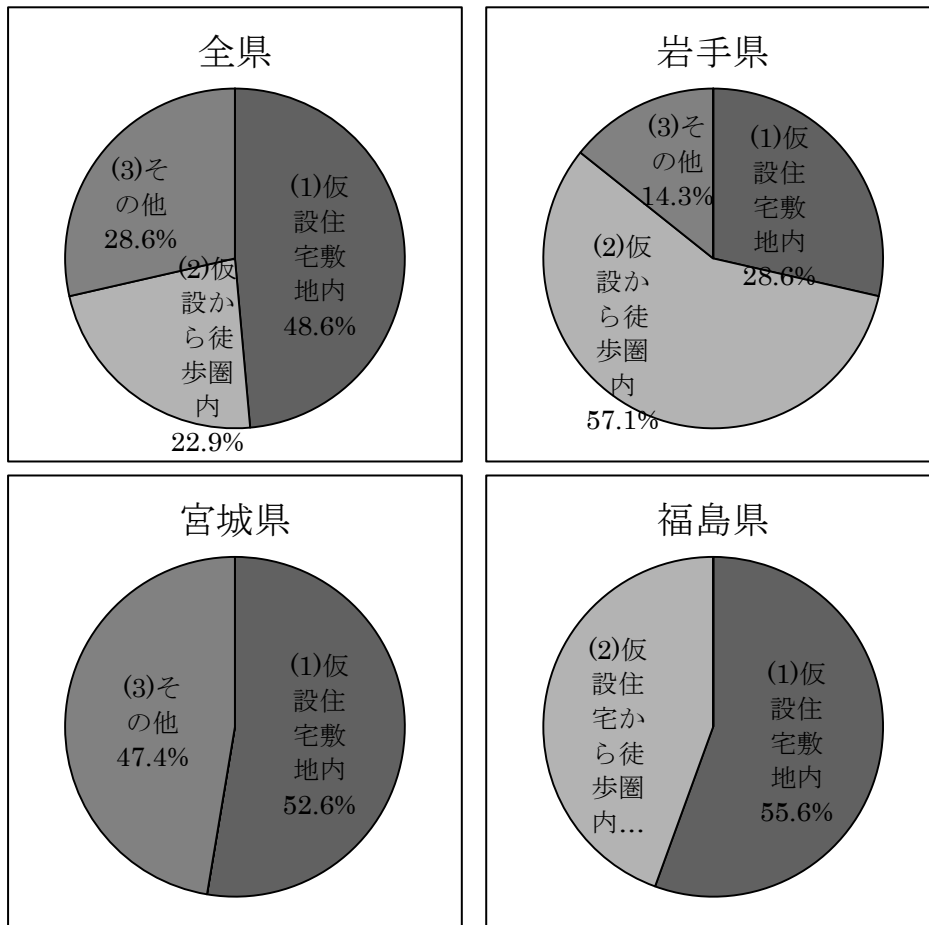 全県
(1)仮
設住
宅敷
地内
48.6%
(2)仮
設から徒
歩圏
内
22.9%
(3)そ
の他
28.6%
岩手県
(1)仮
設住
宅敷
地内
28.6%
(2)仮
設か
ら徒
歩圏
内
57.1%
(3)そ
の他
14.3%
宮城県
(1)仮
設住
宅敷
地内
52.6%
(3)そ
の他
47.4%
福島県
(1)仮
設住
宅敷
地内
55.6%
(2)仮
設住
宅か
ら徒
歩圏
内…